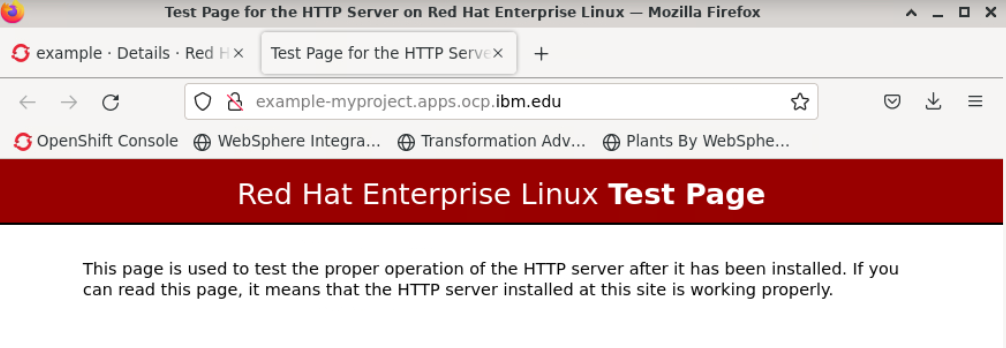 Test Page for the HTTP Server on Red Hat Enterprise Linux — Mozilla Firefox
example · Details · Red H
Test Page for the HTTP Serve
example-myproject.apps.ocp.ibm.edu
OpenShift Console WebSphere Integra... Transformation Adv... Plants By WebSphe...
Red Hat Enterprise Linux Test Page
This page is used to test the proper operation of the HTTP server after it has been installed. If you
can read this page, it means that the HTTP server installed at this site is working properly.